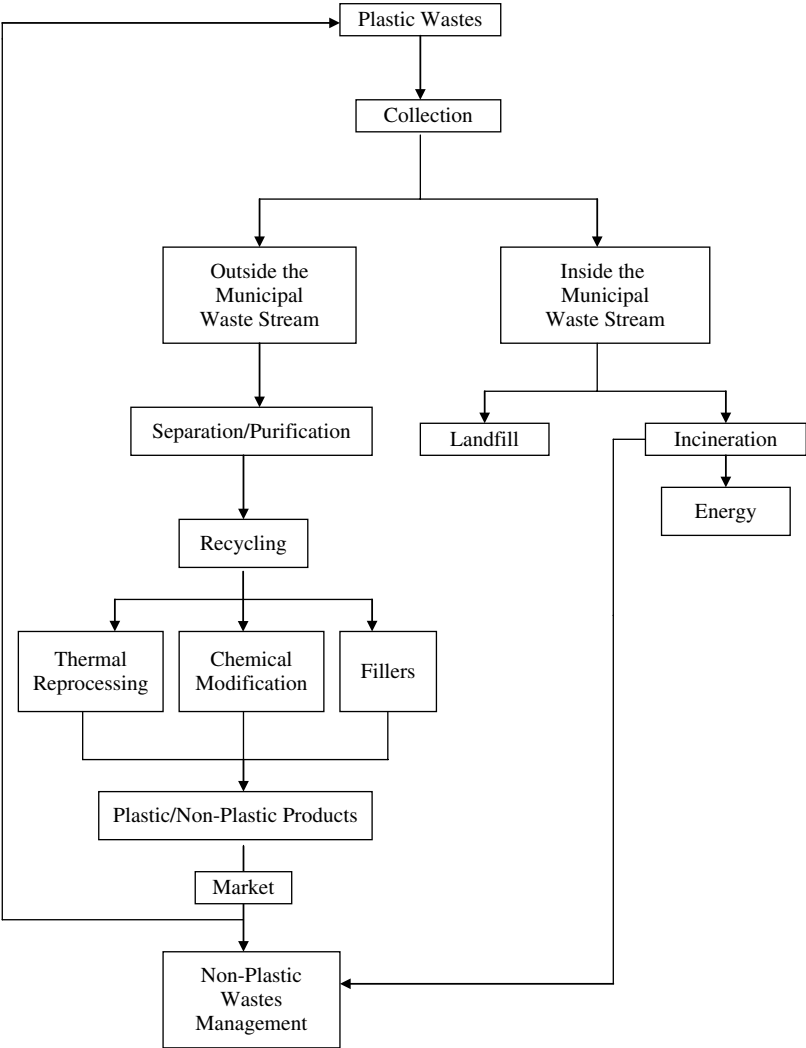 Plastic Wastes
Collection
Outside the
Municipal
Waste Stream
Inside the
Municipal
Waste Stream
Separation/Purification
Landfill
Incineration
Energy
Recycling
Thermal
Reprocessing
Chemical
Modification
Fillers
Plastic/Non-Plastic Products
Market
Non-Plastic
Wastes
Management